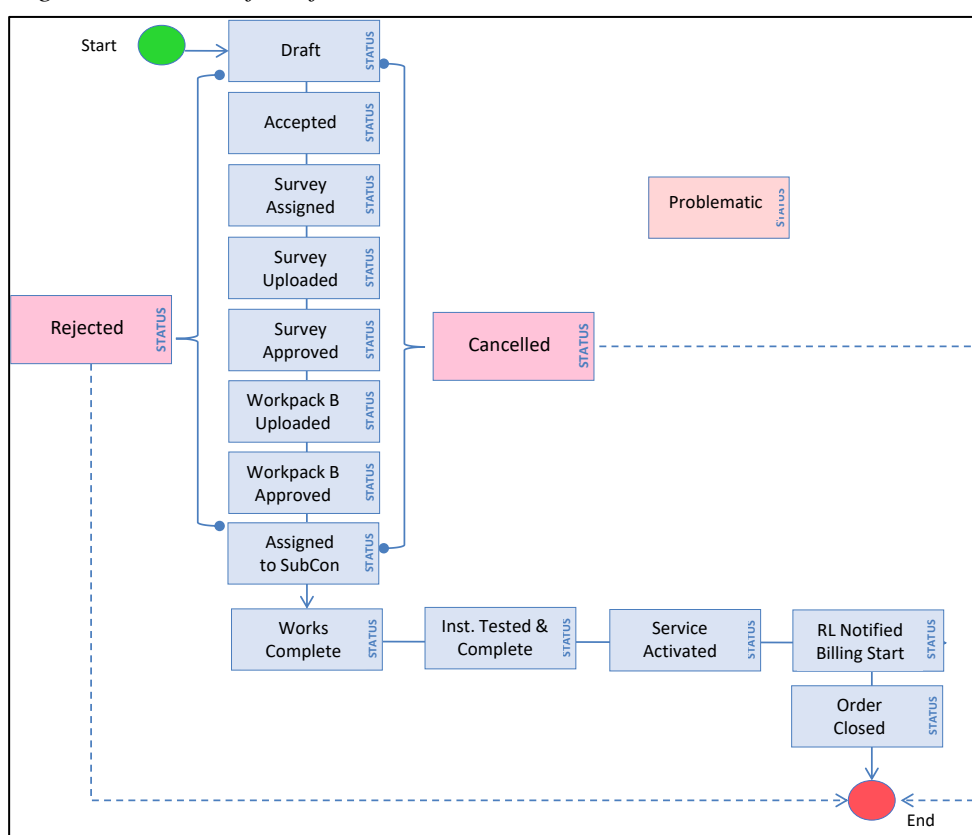 Start
Draft
STATUS
Accepted
STATUS
Survey
Assigned
STATUS
Problematic
STATUS
Survey
Uploaded
STATUS
Rejected
STATUS
Survey
Approved
STATUS
Cancelled
STATUS
Workpack B
Uploaded
STATUS
Workpack B
Approved
STATUS
Assigned
to SubCon
STATUS
Works
Complete
STATUS
Inst. Tested &
Complete
STATUS
Service
Activated
STATUS
RL Notified
Billing Start
STATUS
Order
Closed
STATUS
End